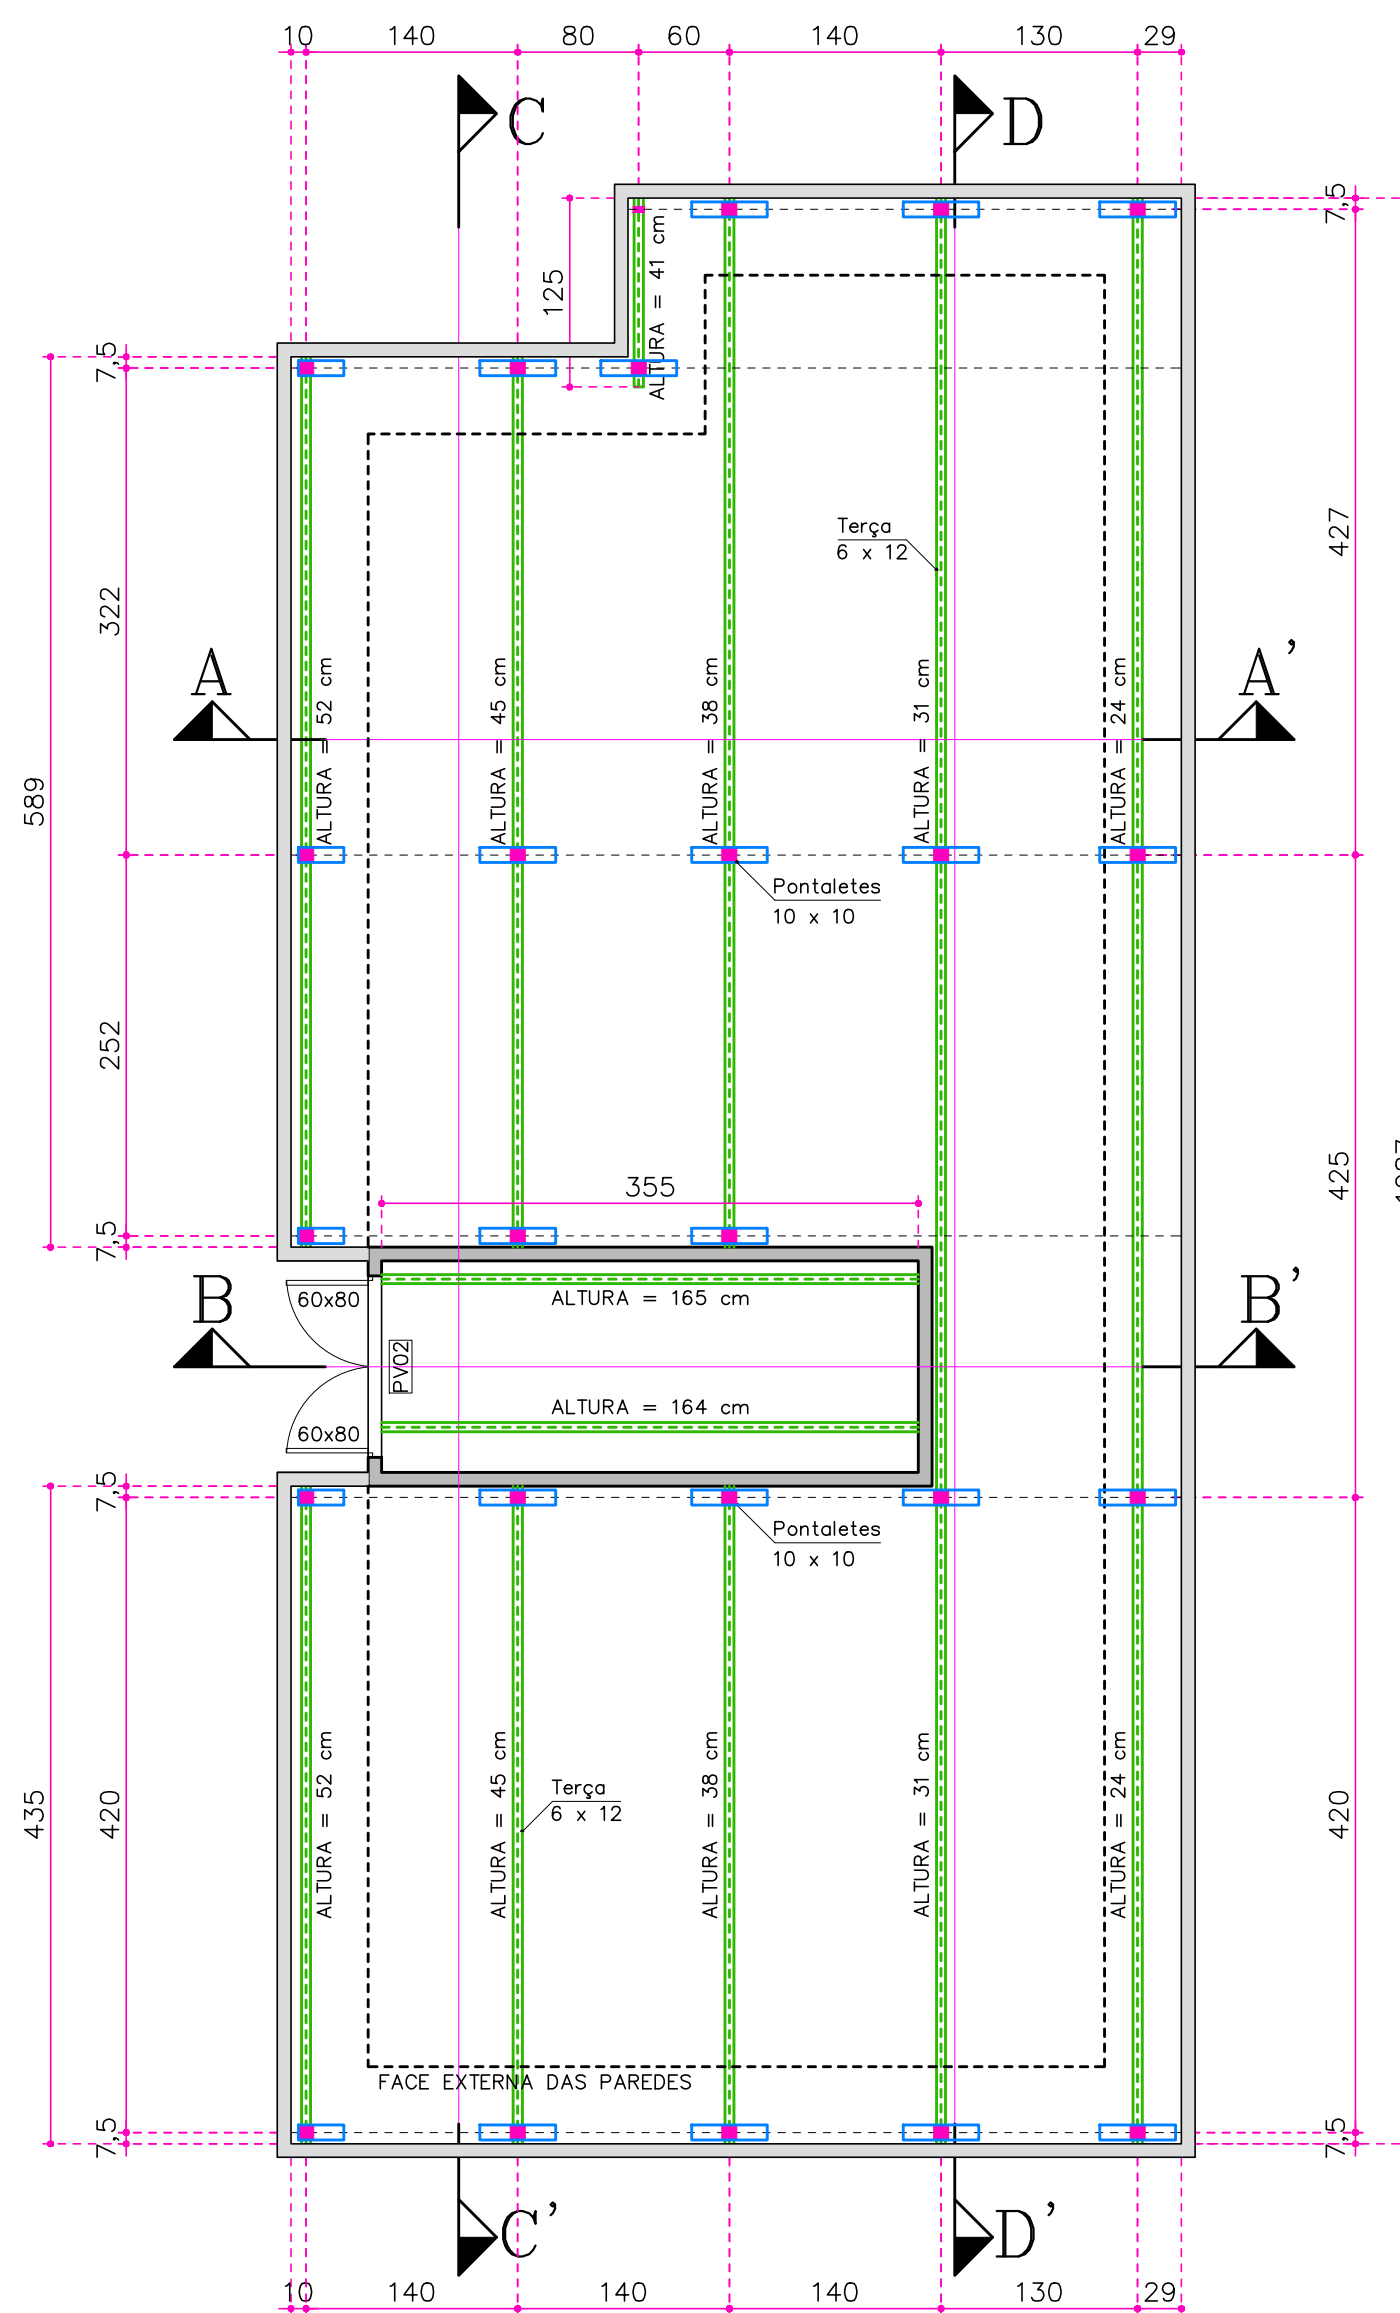 10 140 80 60 140 130 29
C D
7,5
125
ALTURA = 41 cm
7,5
Terça
6 x 12
427
322
A A'
ALTURA = 52 cm
ALTURA = 45 cm
ALTURA = 38 cm
ALTURA = 31 cm
ALTURA = 24 cm
589
Pontaletes
10 x 10
252
425
355
7,5
B B'
60x80
ALTURA = 165 cm
PV02
ALTURA = 164 cm
60x80
7,5
Pontaletes
10 x 10
ALTURA = 52 cm
ALTURA = 45 cm
ALTURA = 38 cm
ALTURA = 31 cm
ALTURA = 24 cm
Terça
6 x 12
435
420
420
FACE EXTERNA DAS PAREDES
7,5
7,5
C' D'
10 140 140 140 130 29